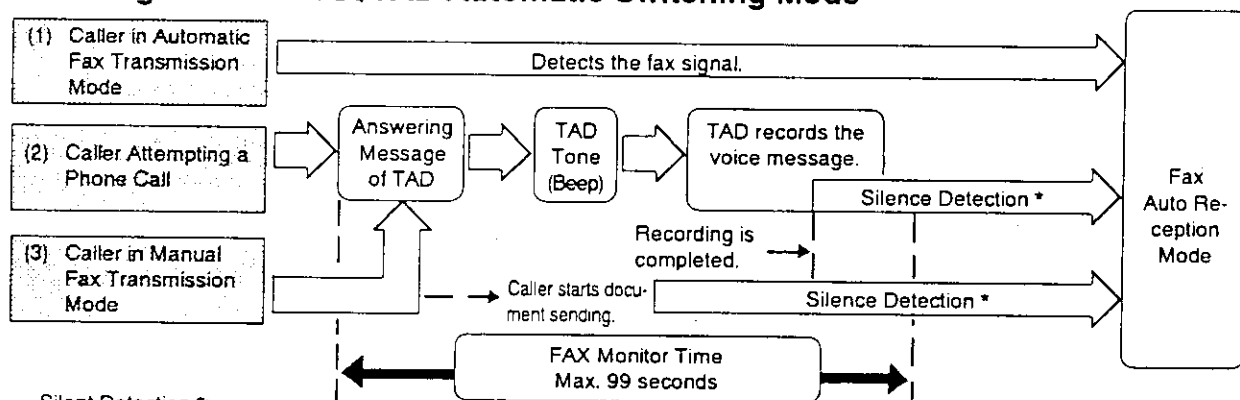 Automatic Switching Mode
(1) Caller in Automatic
Fax Transmission
Mode
Detects the fax signal.
(2) Caller Attempting a
Phone Call
Answering
Message
of TAD
TAD
Tone
(Beep)
TAD records the
voice message.
Silence Detection *
Recording is
completed.
(3) Caller in Manual
Fax Transmission
Mode
Caller starts docu-
ment sending.
Silence Detection *
Fax
Auto Re-
ception
Mode
FAX Monitor Time
Max. 99 seconds
Silent Detection